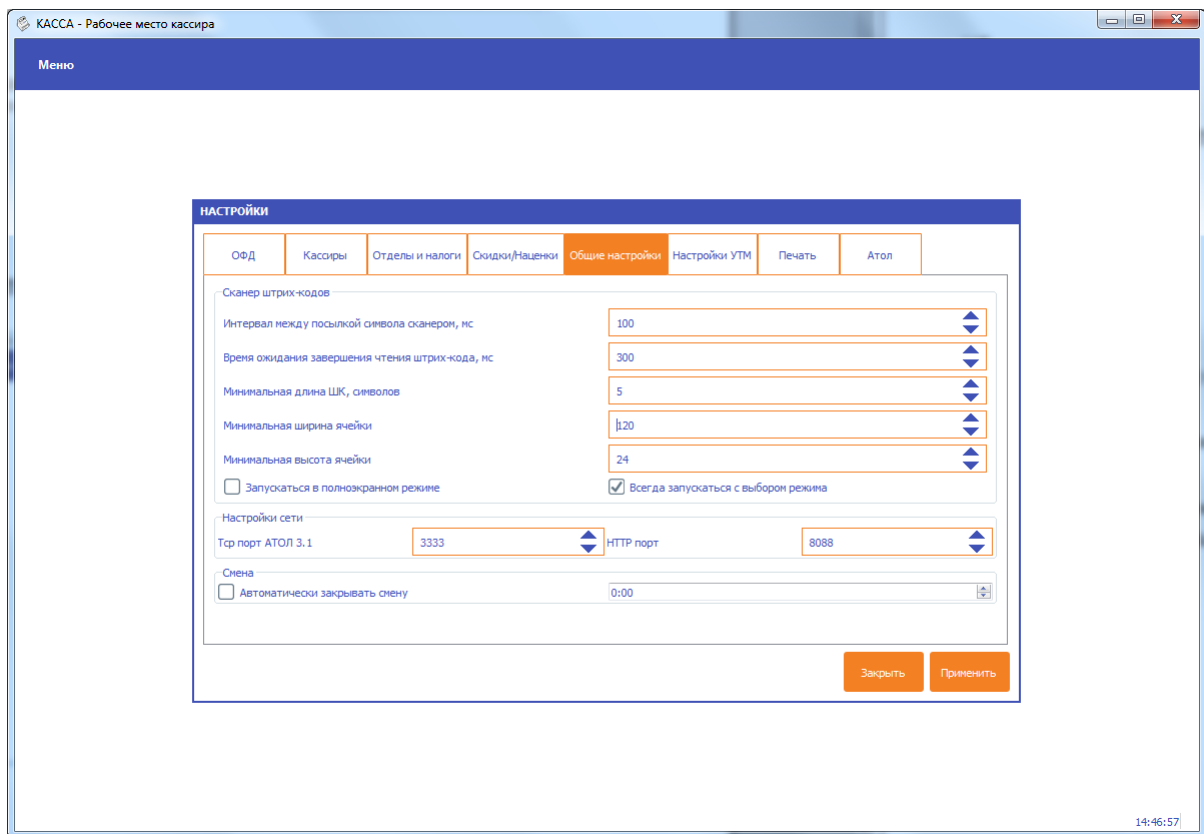 КАССА - Рабочее место кассира
Меню
НАСТРОЙКИ
ОФД Кассиры Отделы и налоги Скидки/Наценки Общие настройки Настройки УТМ Печать Атол
Сканер штрих-кодов
Интервал между посылкой символа сканером, мс 100
Время ожидания завершения чтения штрих-кода, мс 300
Минимальная длина ШК, символов 5
Минимальная ширина ячейки 120
Минимальная высота ячейки 24
Запускаться в полноэкранном режиме Всегда запускаться с выбором режима
Настройки сети
Tcp порт АТОЛ 3.1 3333 HTTP порт 8088
Смена
Автоматически закрывать смену 0:00
Закрыть Применить
14:46:57